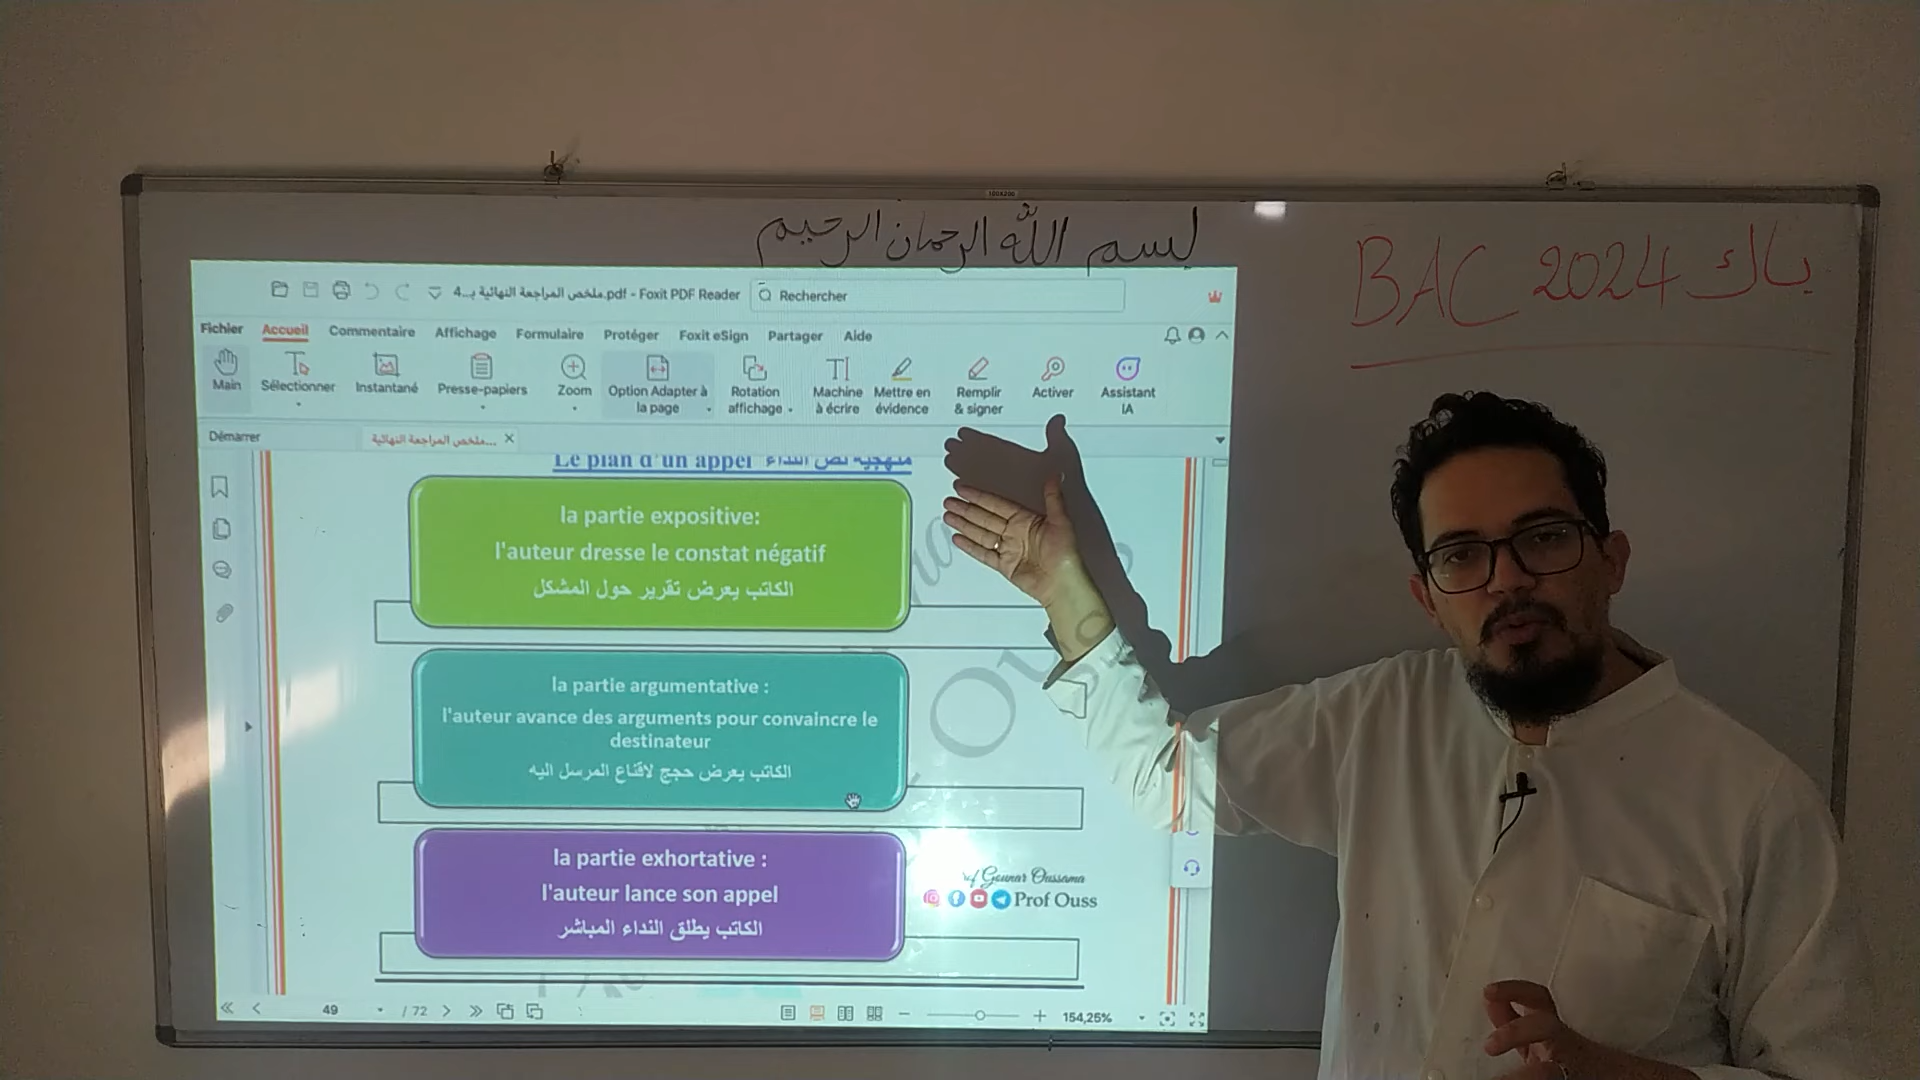 بسم الله الرحمان الرحيم
BAC 2024 باك
ملخص المراجعة النهائية بـ...4.pdf - Foxit PDF Reader
Rechercher
Fichier Accueil Commentaire Affichage Formulaire Protéger Foxit eSign Partager Aide
Main Sélectionner Instantané Presse-papiers Zoom Option Adapter à la page Rotation affichage Machine à écrire Mettre en évidence Remplir & signer Activer Assistant IA
Démarrer
ملخص المراجعة النهائية...
Le plan d'un appel منهجية نص النداء
la partie expositive:
l'auteur dresse le constat négatif
الكاتب يعرض تقرير حول المشكل
la partie argumentative :
l'auteur avance des arguments pour convaincre le
destinateur
الكاتب يعرض حجج لاقناع المرسل اليه
la partie exhortative :
l'auteur lance son appel
الكاتب يطلق النداء المباشر
Gounar Oussama
Prof Ouss
49 / 72
154,25%